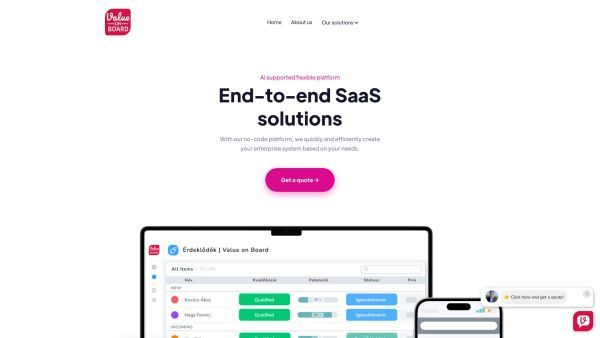 Value
ON
BOARD
Home
About us
Our solutions
AI supported flexible platform
End-to-end SaaS
solutions
With our no-code platform, we quickly and efficiently create
your enterprise system based on your needs.
Get a quote →
Érdeklődők | Value on Board
All Items
Név Kvalifikáció Potenciál Státusz Prio
NEW
Kovács Ákos Qualified Igényfelmérés
Nagy Ferenc Qualified Igényfelmérés
INCOMING
Click here and get a quote!